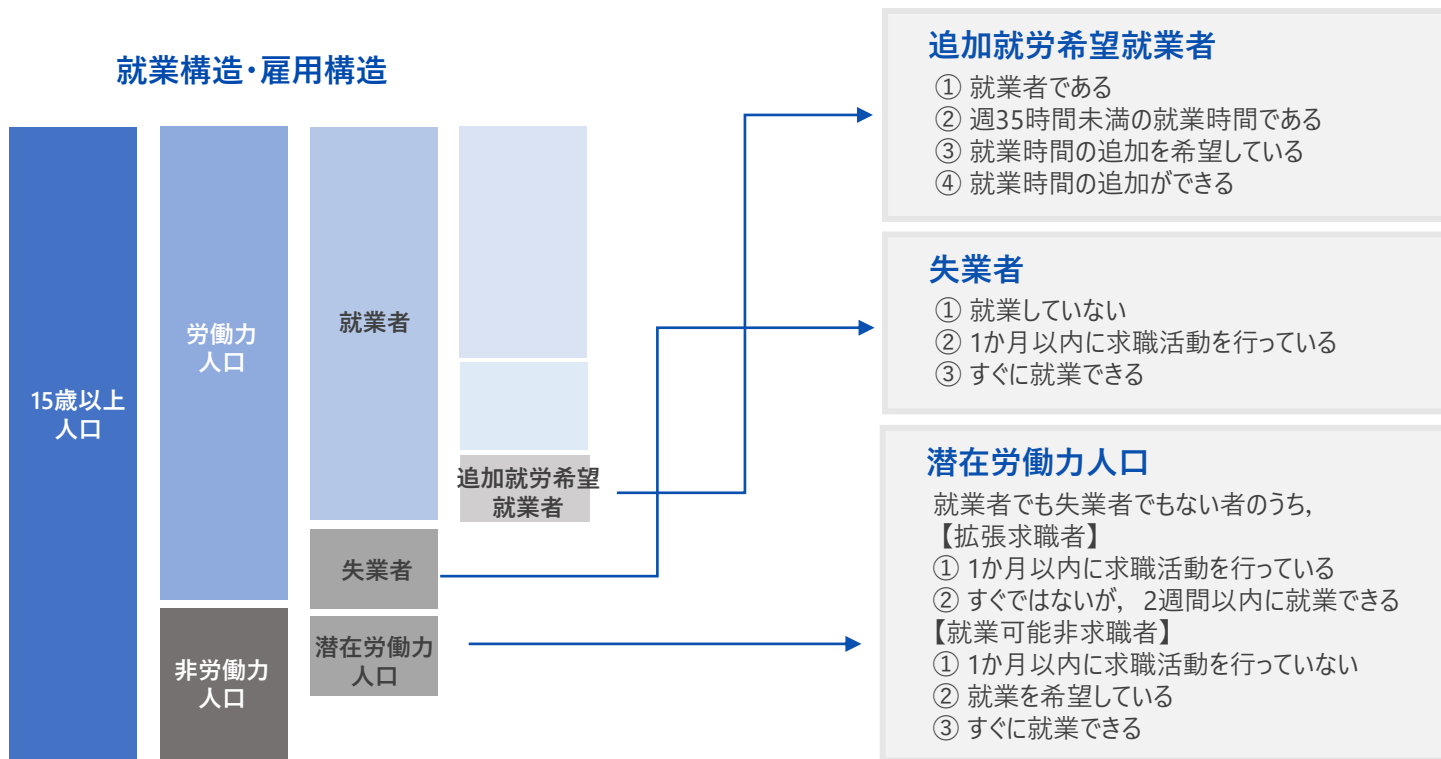 就業構造・雇用構造
15歳以上
人口
労働力
人口
非労働力
人口
就業者
失業者
潜在労働力
人口
追加就労希望
就業者
追加就労希望就業者
① 就業者である
② 週35時間未満の就業時間である
③ 就業時間の追加を希望している
④ 就業時間の追加ができる
失業者
① 就業していない
② 1か月以内に求職活動を行っている
③ すぐに就業できる
潜在労働力人口
就業者でも失業者でもない者のうち,
【拡張求職者】
① 1か月以内に求職活動を行っている
② すぐではないが, 2週間以内に就業できる
【就業可能非求職者】
① 1か月以内に求職活動を行っていない
② 就業を希望している
③ すぐに就業できる